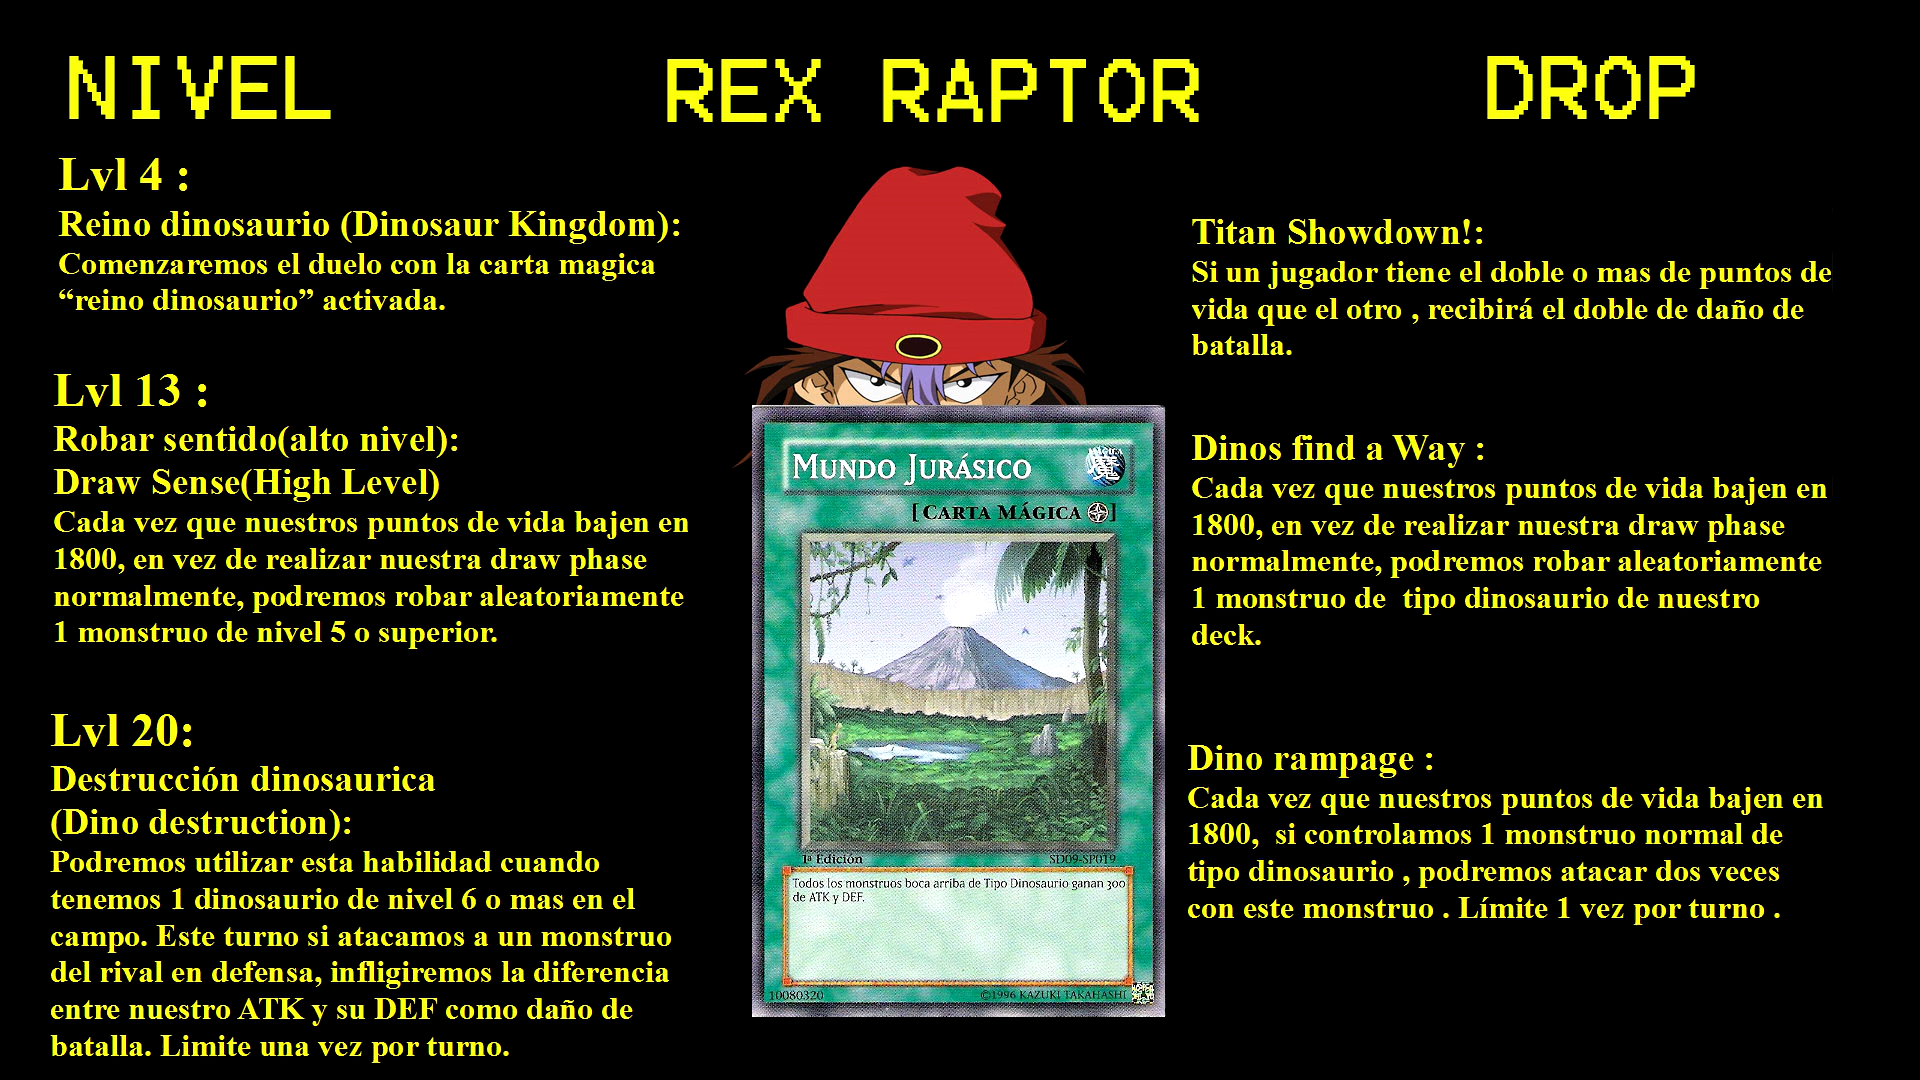 NIVEL
REX RAPTOR
DROP
Lvl 4 :
Reino dinosaurio (Dinosaur Kingdom):
Comenzaremos el duelo con la carta magica
“reino dinosaurio” activada.
Lvl 13 :
Robar sentido(alto nivel):
Draw Sense(High Level)
Cada vez que nuestros puntos de vida bajen en
1800, en vez de realizar nuestra draw phase
normalmente, podremos robar aleatoriamente
1 monstruo de nivel 5 o superior.
Lvl 20:
Destrucción dinosaurica
(Dino destruction):
Podremos utilizar esta habilidad cuando
tenemos 1 dinosaurio de nivel 6 o mas en el
campo. Este turno si atacamos a un monstruo
del rival en defensa, infligiremos la diferencia
entre nuestro ATK y su DEF como daño de
batalla. Limite una vez por turno.
MUNDO JURÁSICO
MAGICA
魔
[CARTA MÁGICA]
1ª Edición
SD09-SP019
Todos los monstruos boca arriba de Tipo Dinosaurio ganan 300
de ATK y DEF.
10080320
©1996 KAZUKI TAKAHASHI
Titan Showdown!:
Si un jugador tiene el doble o mas de puntos de
vida que el otro , recibirá el doble de daño de
batalla.
Dinos find a Way :
Cada vez que nuestros puntos de vida bajen en
1800, en vez de realizar nuestra draw phase
normalmente, podremos robar aleatoriamente
1 monstruo de  tipo dinosaurio de nuestro
deck.
Dino rampage :
Cada vez que nuestros puntos de vida bajen en
1800,  si controlamos 1 monstruo normal de
tipo dinosaurio , podremos atacar dos veces
con este monstruo . Límite 1 vez por turno .